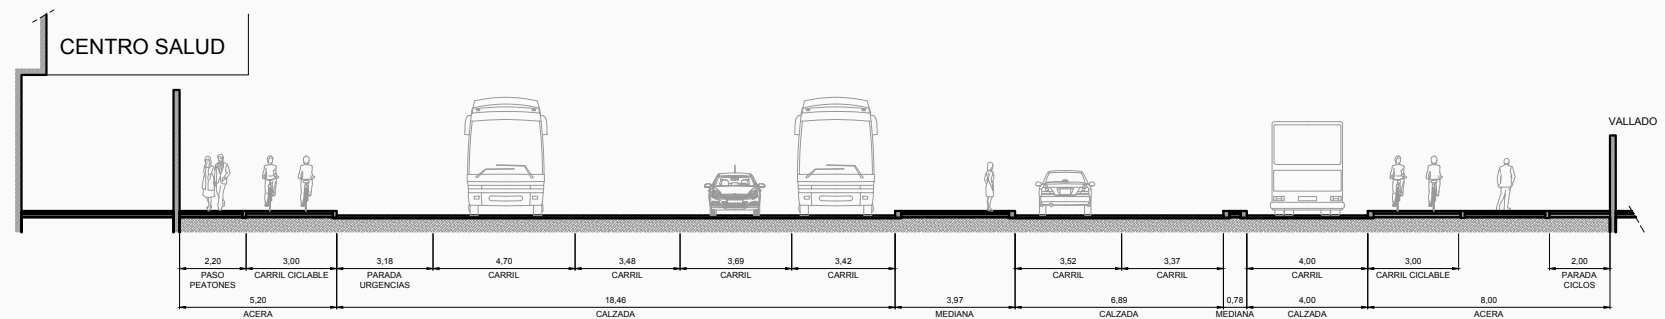 CENTRO SALUD
VALLADO
2,20 3,00 3,18 4,70 3,48 3,69 3,42 3,52 3,37 4,00 3,00 2,00
PASO CARRIL CICLABLE PARADA CARRIL CARRIL CARRIL CARRIL CARRIL CARRIL CARRIL CARRIL CICLABLE PARADA
PEATONES URGENCIAS CICLOS
5,20 18,46 3,97 6,89 0,78 4,00 8,00
ACERA CALZADA MEDIANA CALZADA MEDIANA CALZADA ACERA